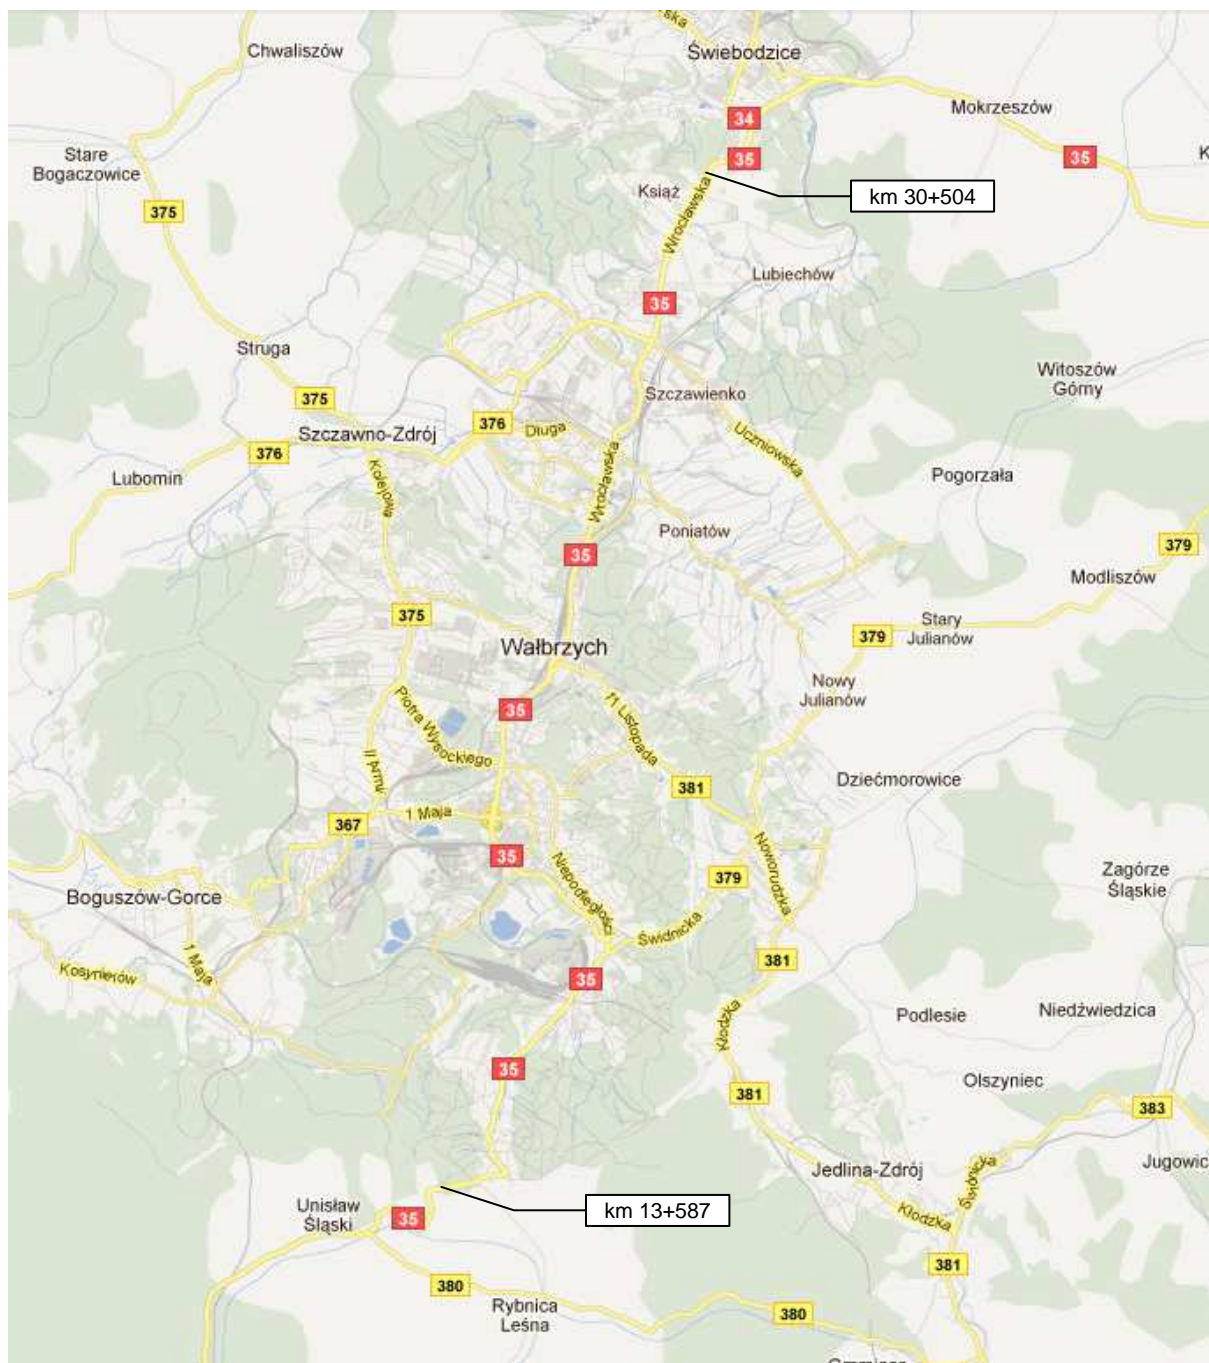 Chwaliszów
Świebodzice
34
Mokrzeszów
Stare
Bogaczowice
35
35
K
Książ
km 30+504
375
Wrocławska
Lubiechów
35
Struga
Witoszów
Górny
375
Szczawienko
376
Długa
Szczawno-Zdrój
Uczniowska
376
Lubomin
Kolejowa
Wrocławska
Pogorzała
Poniatów
35
379
Modliszów
375
Stary
Julianów
379
Wałbrzych
Nowy
Julianów
35
Piotra Wysockiego
11 Listopada
II Armii
Dziećmorowice
381
1 Maja
367
Noworudzka
35
Niepodległości
379
Zagórze
Śląskie
Boguszów-Gorce
Świdnicka
1 Maja
Kosynierów
381
35
Kłodzka
Podlesie
Niedźwiedzica
35
Olszyniec
381
383
Jedlina-Zdrój
Świdnicka
Jugowic
Unisław
Śląski
35
km 13+587
Kłodzka
381
380
Rybnica
Leśna
380